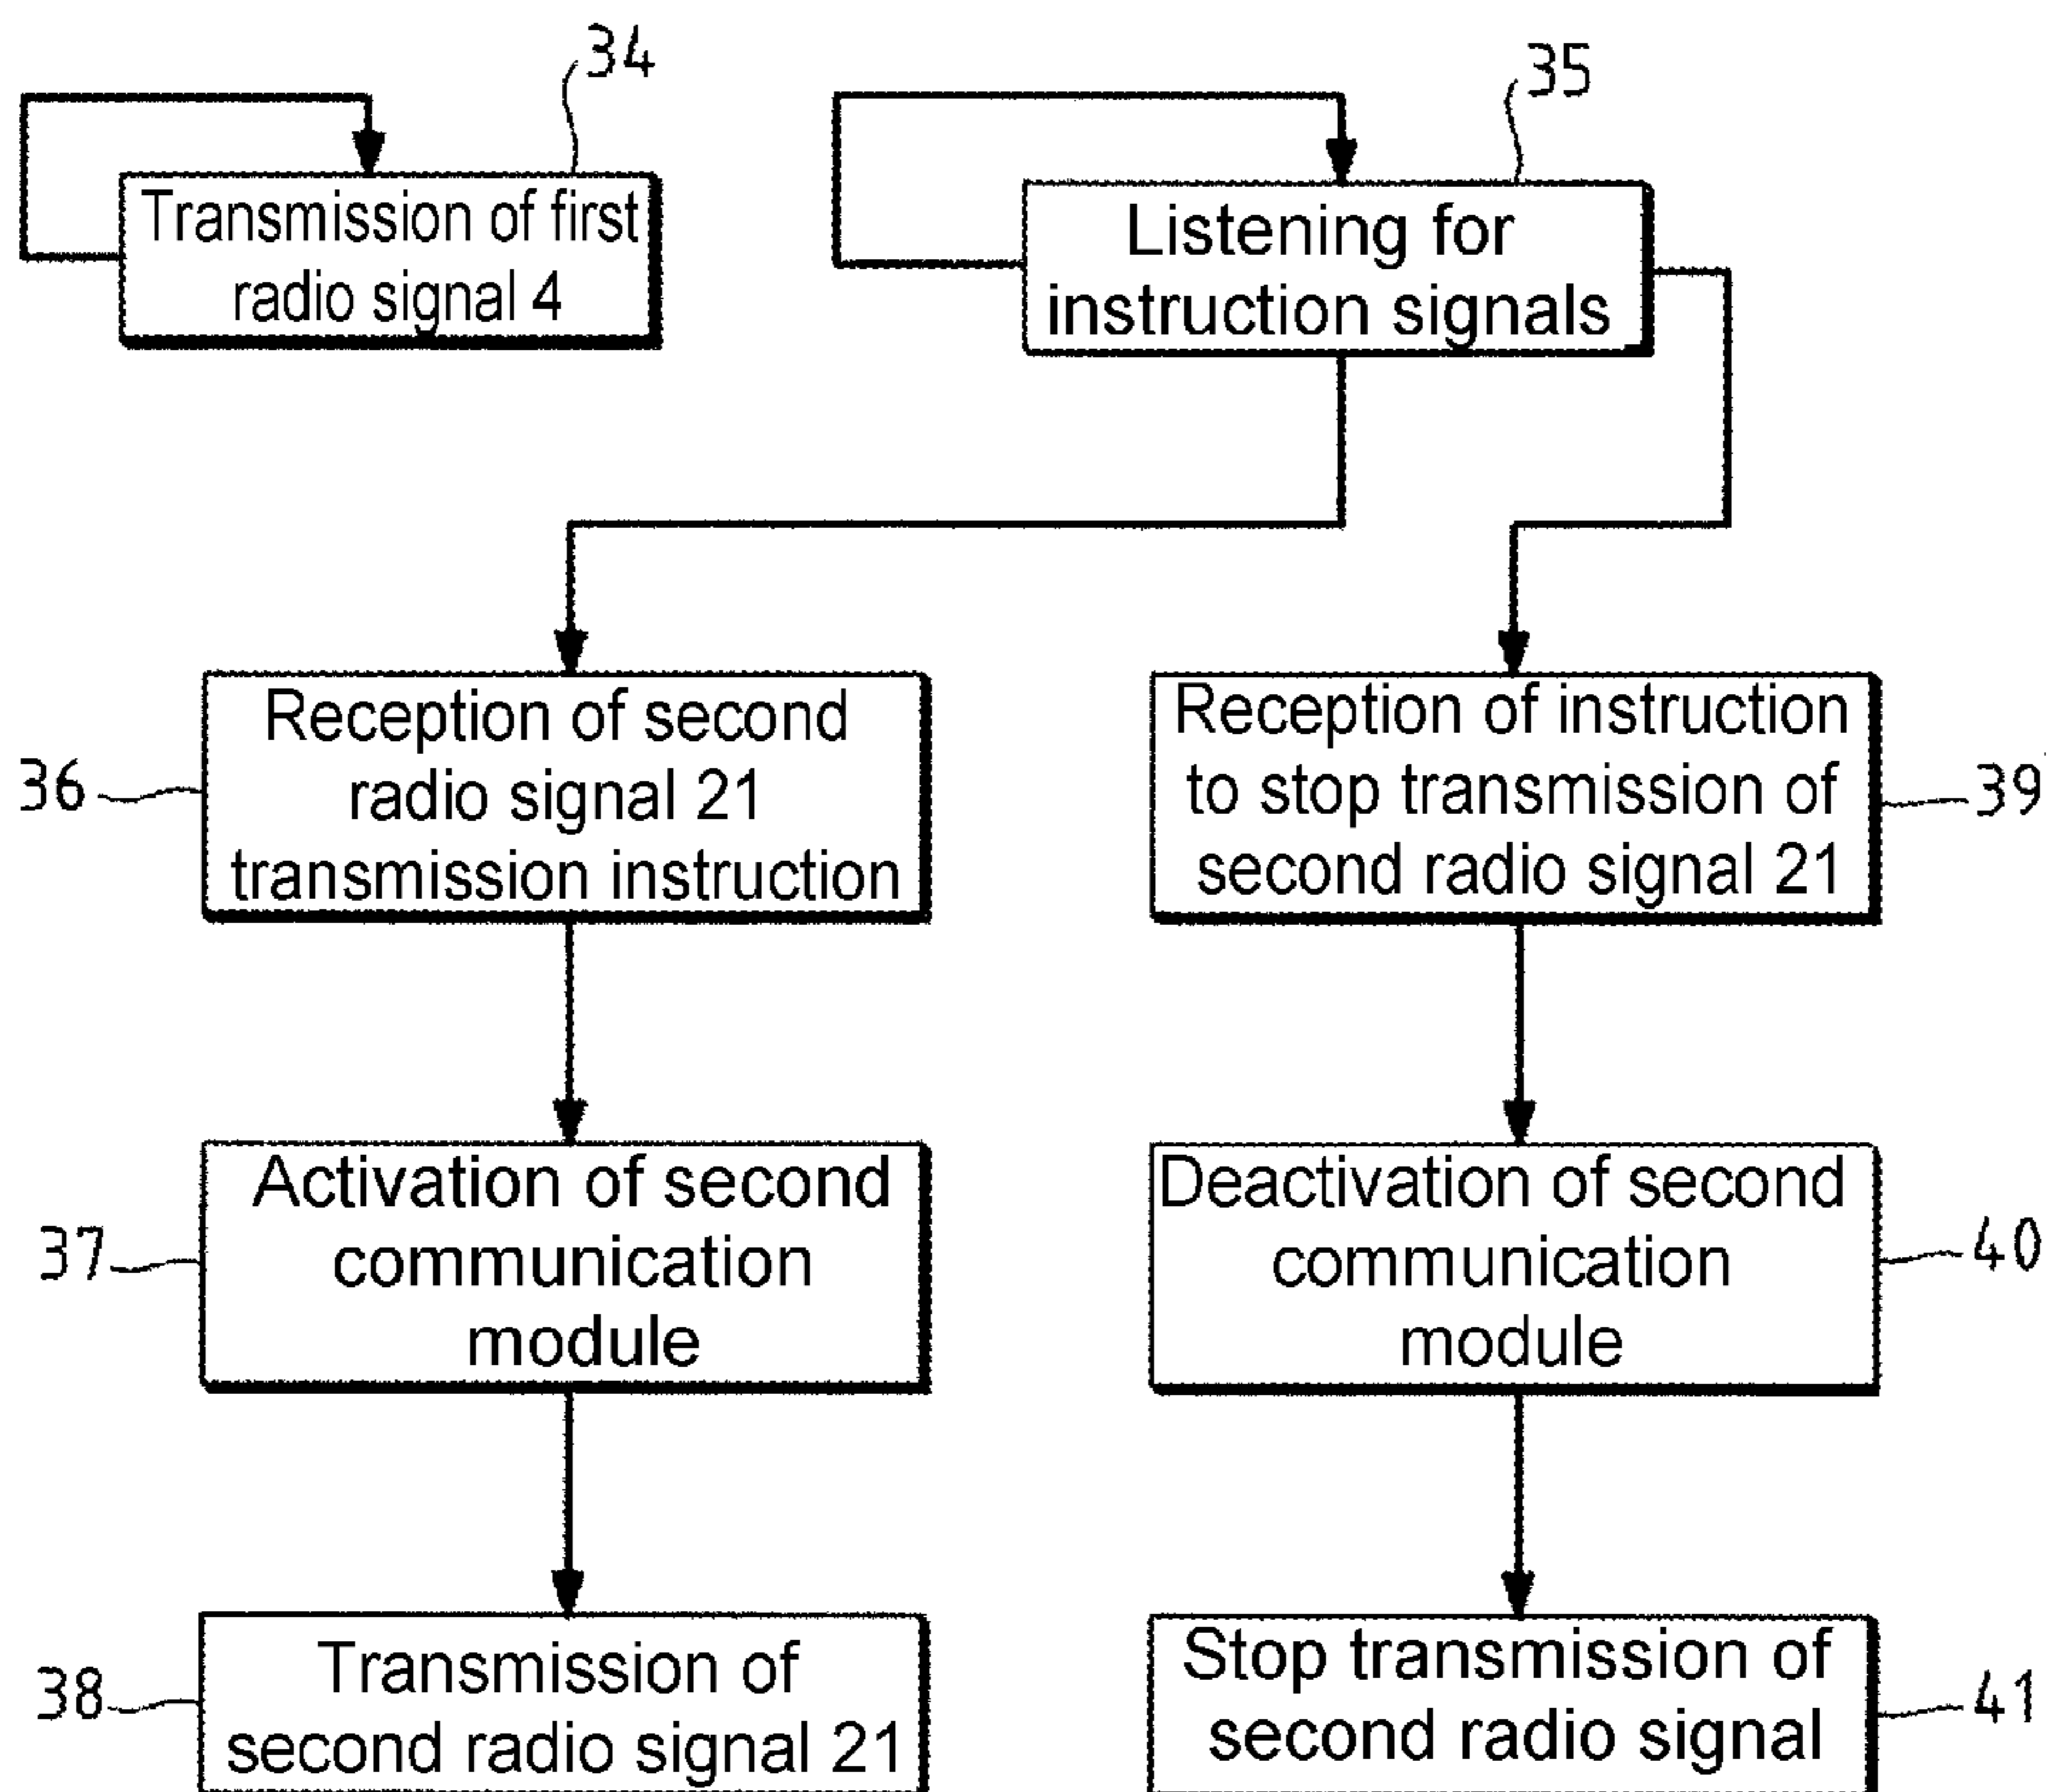 34
Transmission of first
radio signal 4
35
Listening for
instruction signals
36
Reception of second
radio signal 21
transmission instruction
Reception of instruction
to stop transmission of
second radio signal 21
39
37
Activation of second
communication
module
Deactivation of second
communication
module
40
38
Transmission of
second radio signal 21
Stop transmission of
second radio signal
41